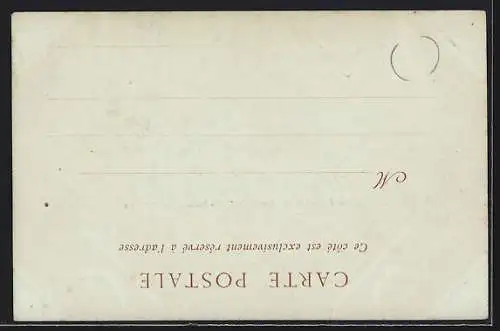 CARTE POSTALE
Ce côté est exclusivement réservé à l'adresse
M